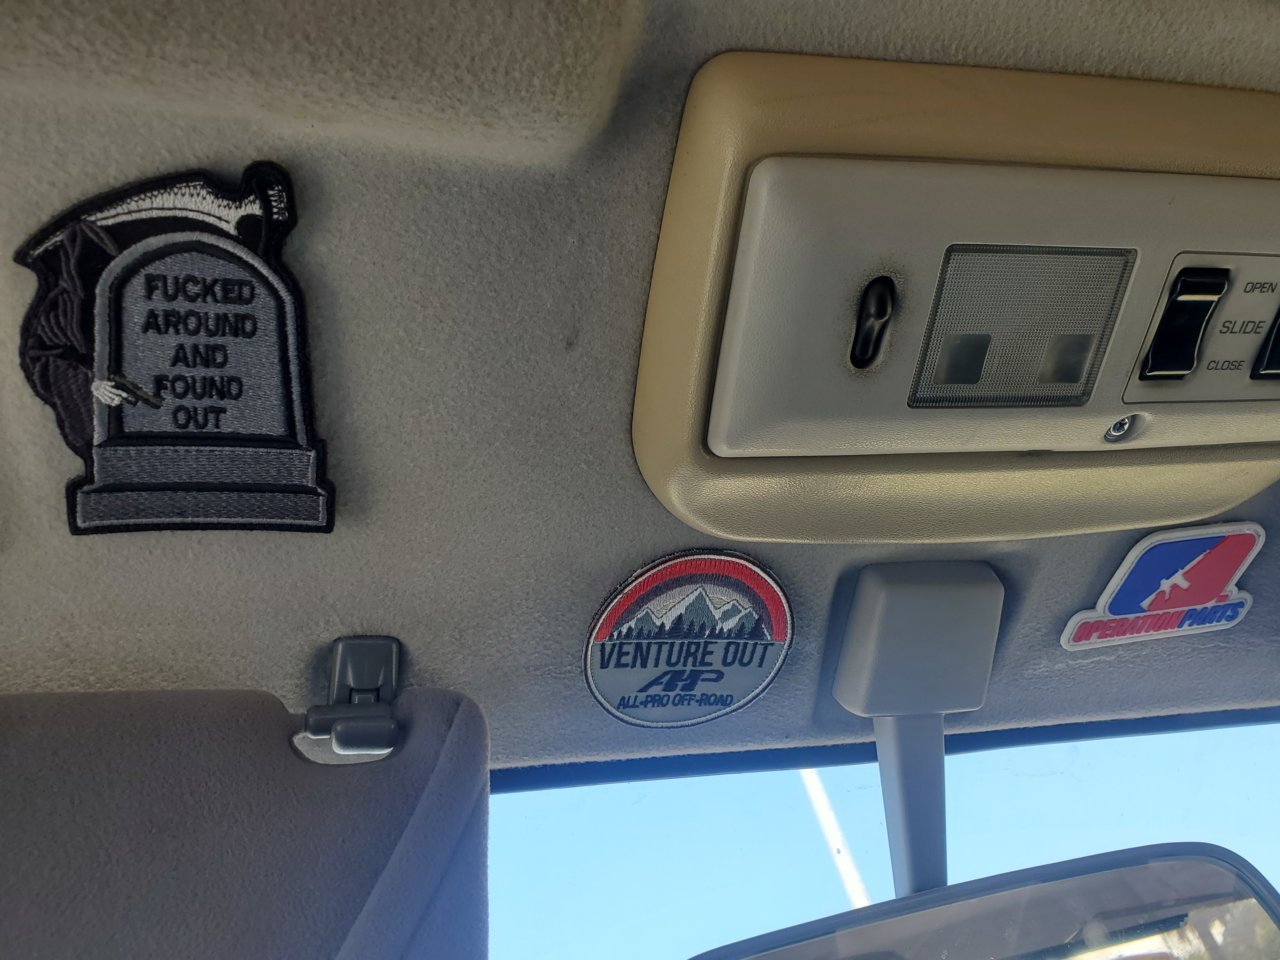 FUCKED
AROUND
AND
FOUND
OUT
OPEN
SLIDE
CLOSE
VENTURE OUT
AP
ALL-PRO OFF-ROAD
OPERATIONPARTS